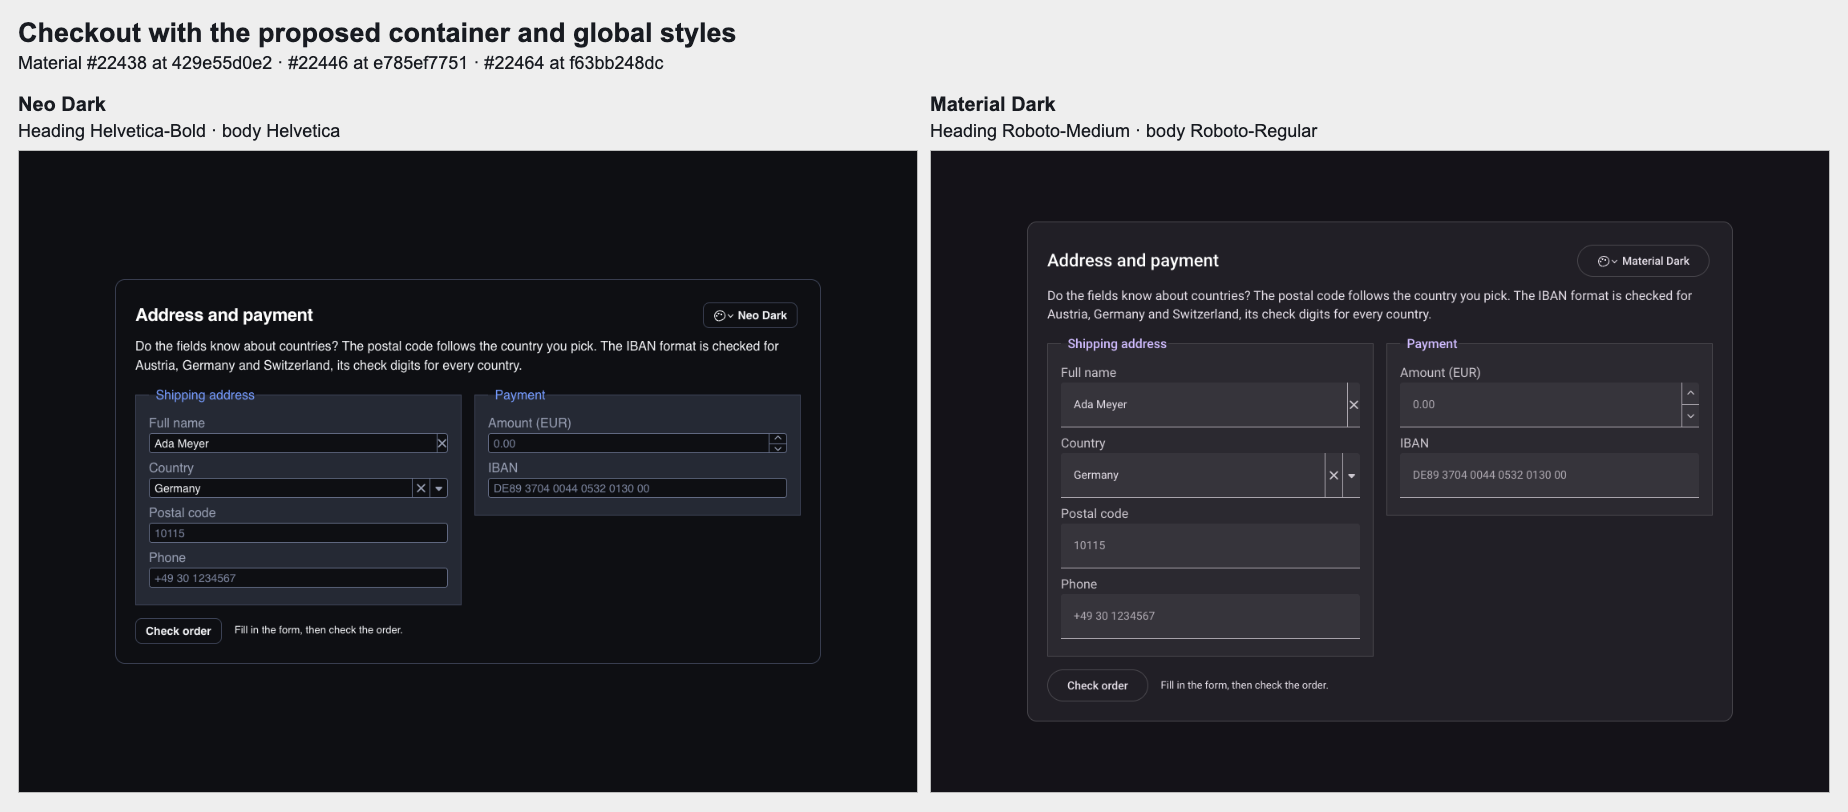 Checkout with the proposed container and global styles
Material #22438 at 429e55d0e2 · #22446 at e785ef7751 · #22464 at f63bb248dc
Neo Dark
Heading Helvetica-Bold · body Helvetica
Address and payment
Neo Dark
Do the fields know about countries? The postal code follows the country you pick. The IBAN format is checked for
Austria, Germany and Switzerland, its check digits for every country.
Shipping address
Full name
Ada Meyer
Country
Germany
Postal code
10115
Phone
+49 30 1234567
Payment
Amount (EUR)
0.00
IBAN
DE89 3704 0044 0532 0130 00
Check order
Fill in the form, then check the order.
Material Dark
Heading Roboto-Medium · body Roboto-Regular
Address and payment
Material Dark
Do the fields know about countries? The postal code follows the country you pick. The IBAN format is checked for
Austria, Germany and Switzerland, its check digits for every country.
Shipping address
Full name
Ada Meyer
Country
Germany
Postal code
10115
Phone
+49 30 1234567
Payment
Amount (EUR)
0.00
IBAN
DE89 3704 0044 0532 0130 00
Check order
Fill in the form, then check the order.